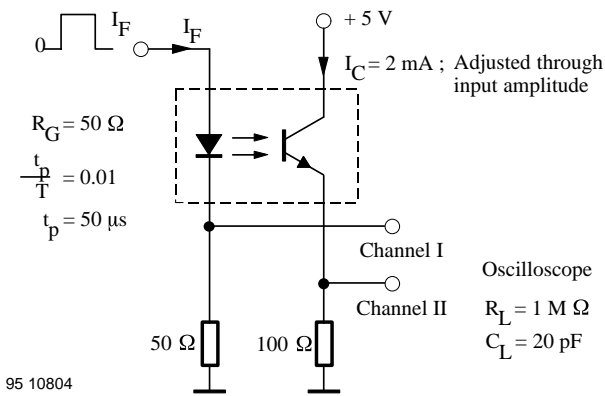 0
I_F
I_F
+ 5 V
I_C = 2 mA ; Adjusted through
input amplitude
R_G = 50 Ω
t_p
T
= 0.01
t_p = 50 μs
Channel I
Channel II
50 Ω
100 Ω
Oscilloscope
R_L = 1 M Ω
C_L = 20 pF
95 10804